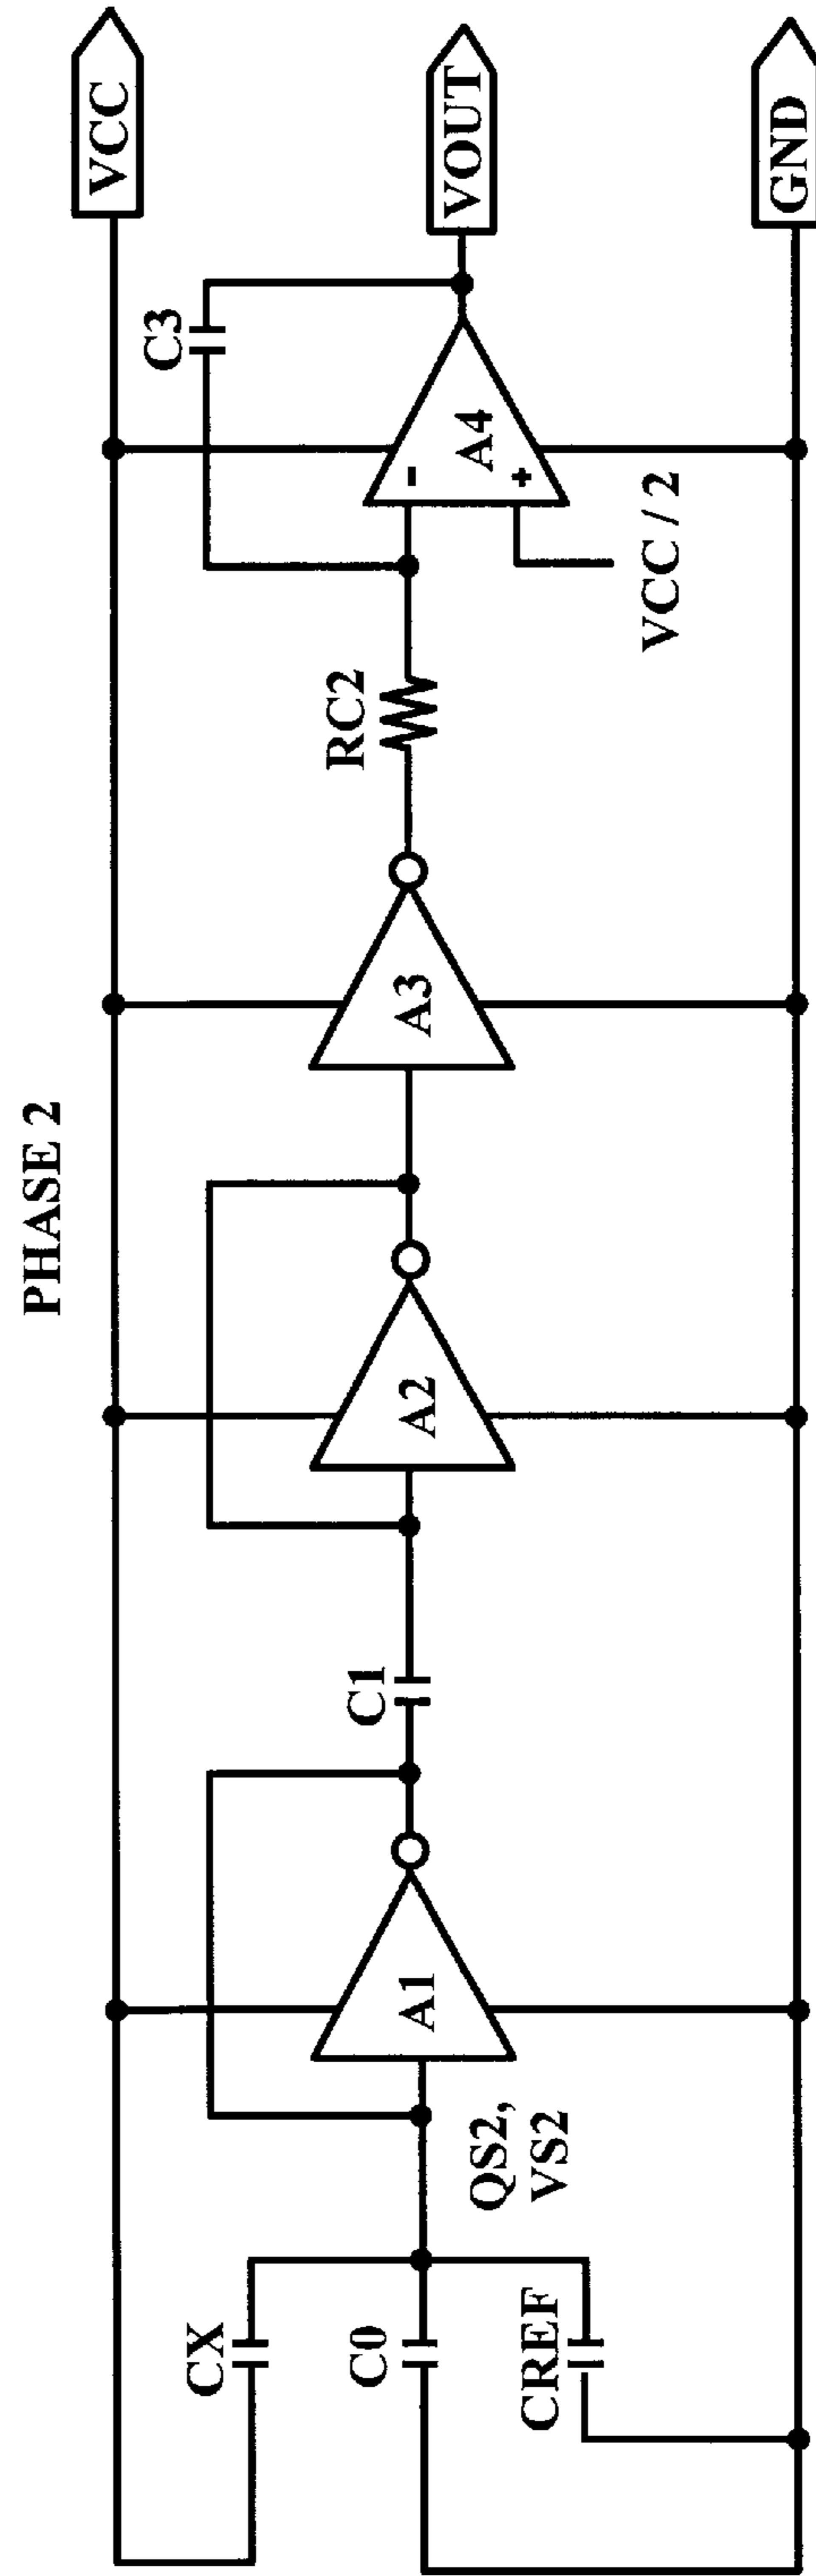 PHASE 2
VCC
CX
C0
CREF
QS2,
VS2
A1
C1
A2
A3
RC2
C3
-
A4
+
VCC / 2
VOUT
GND